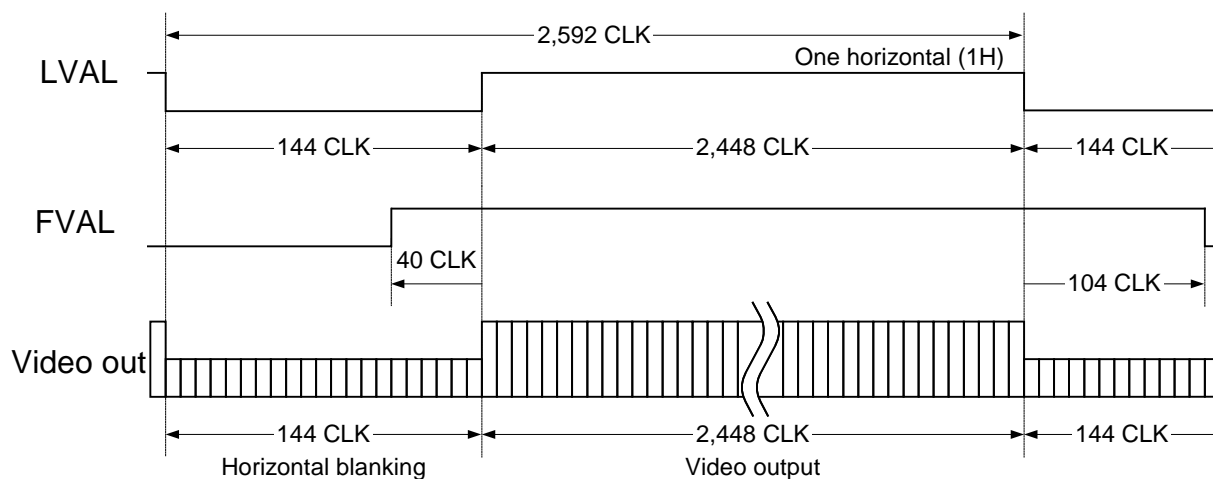 2,592 CLK
One horizontal (1H)
LVAL
144 CLK
2,448 CLK
144 CLK
FVAL
40 CLK
104 CLK
Video out
144 CLK
2,448 CLK
144 CLK
Horizontal blanking
Video output